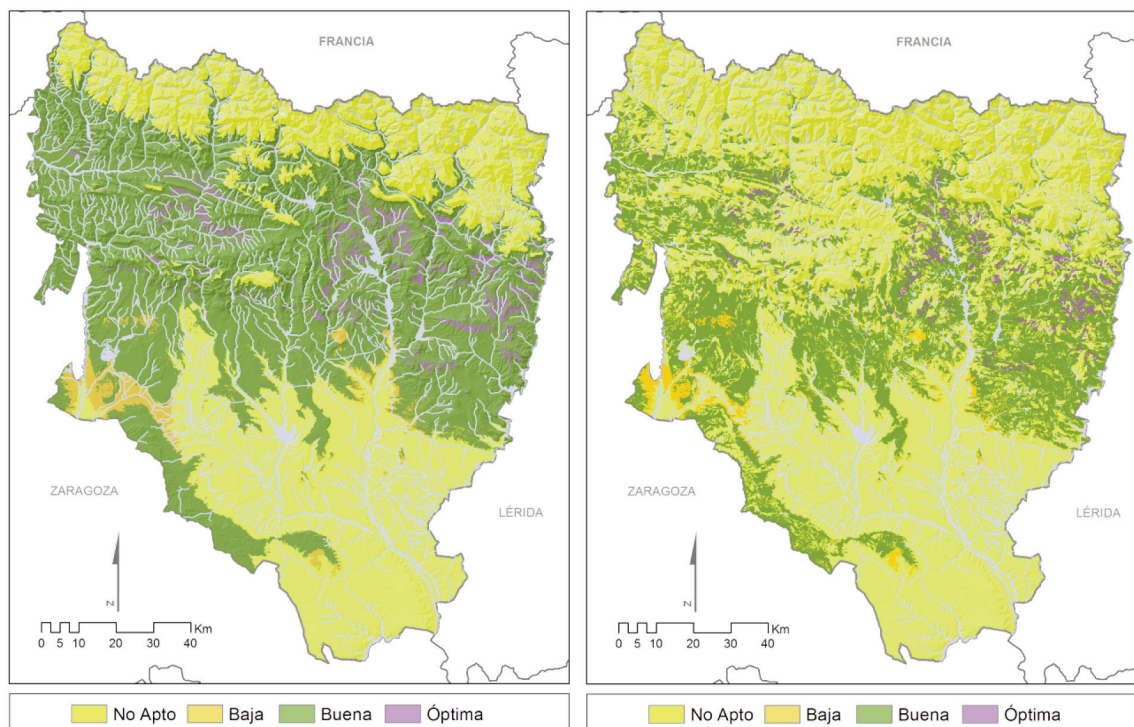 FRANCIA
ZARAGOZA
LÉRIDA
N
Km
0 5 10 20 30 40
No Apto Baja Buena Óptima
FRANCIA
ZARAGOZA
LÉRIDA
N
Km
0 5 10 20 30 40
No Apto Baja Buena Óptima